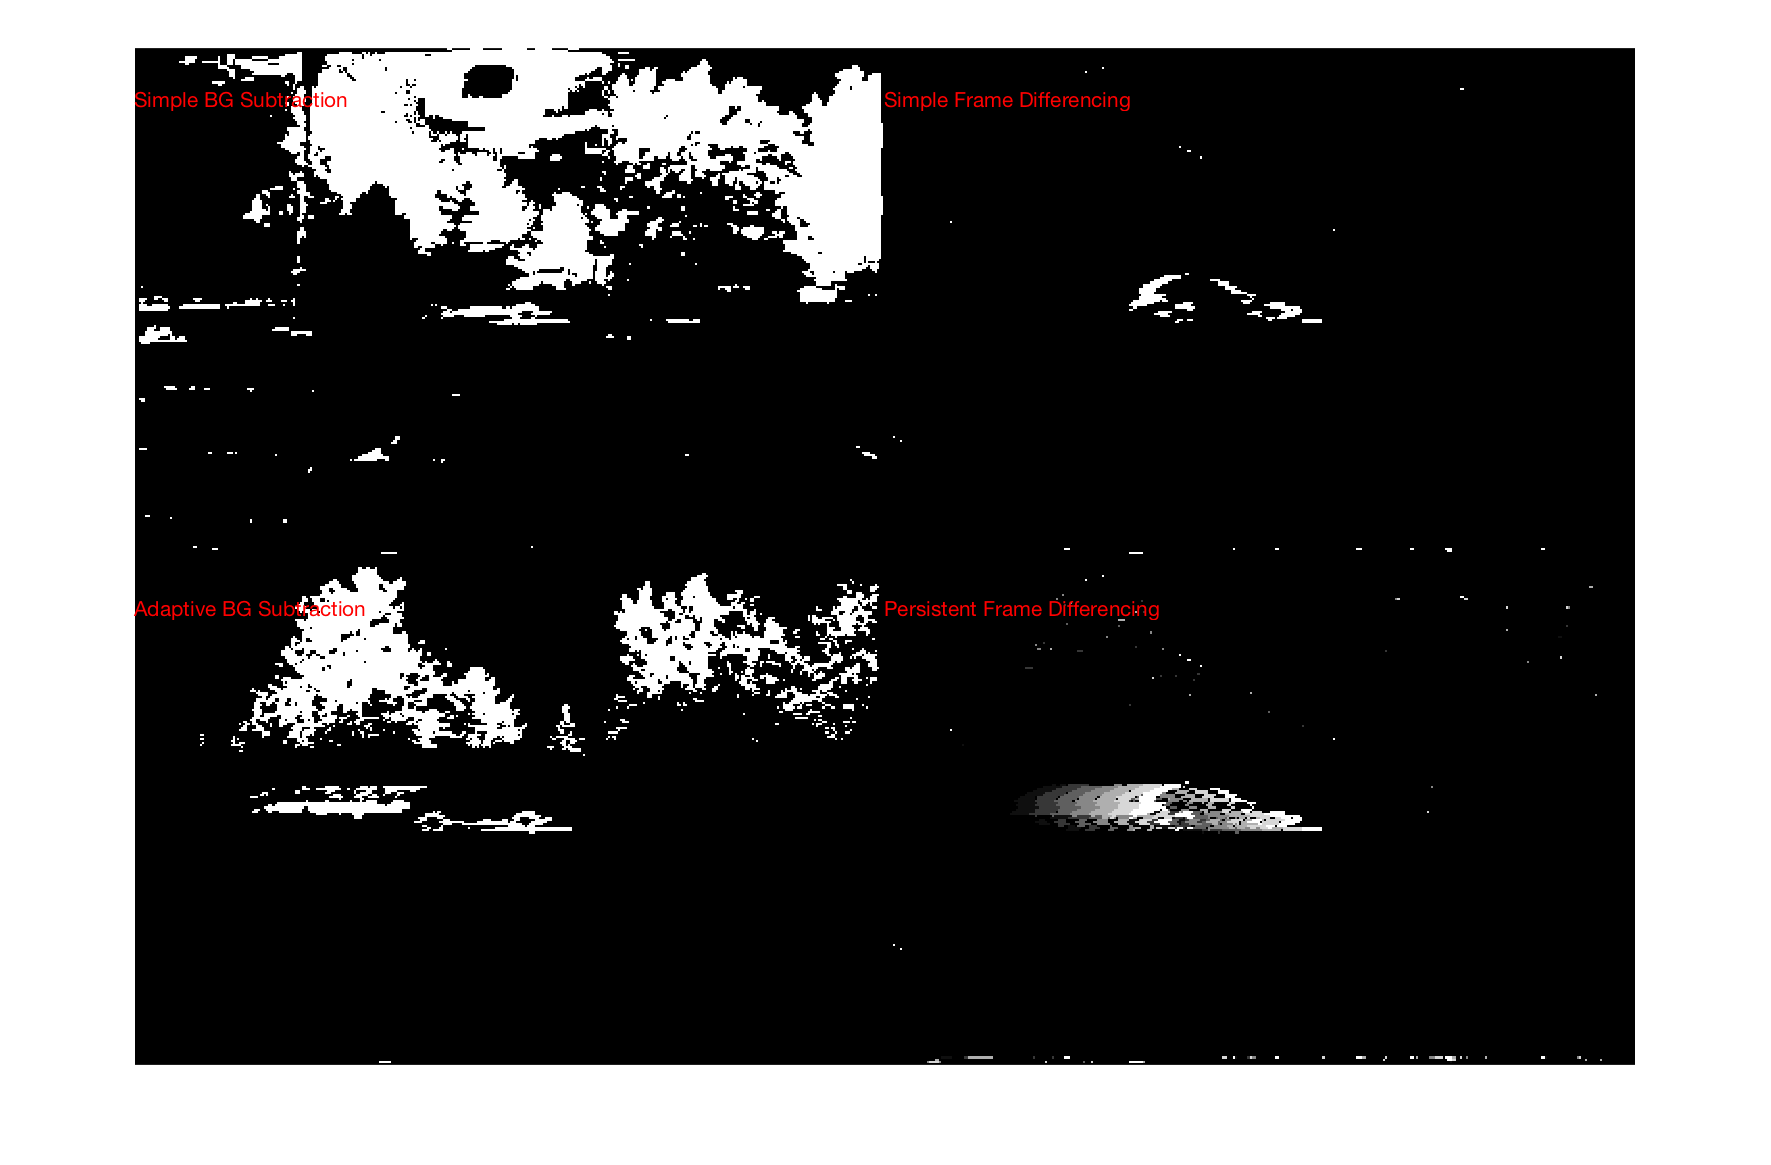 Simple BG Subtraction
Simple Frame Differencing
Adaptive BG Subtraction
Persistent Frame Differencing